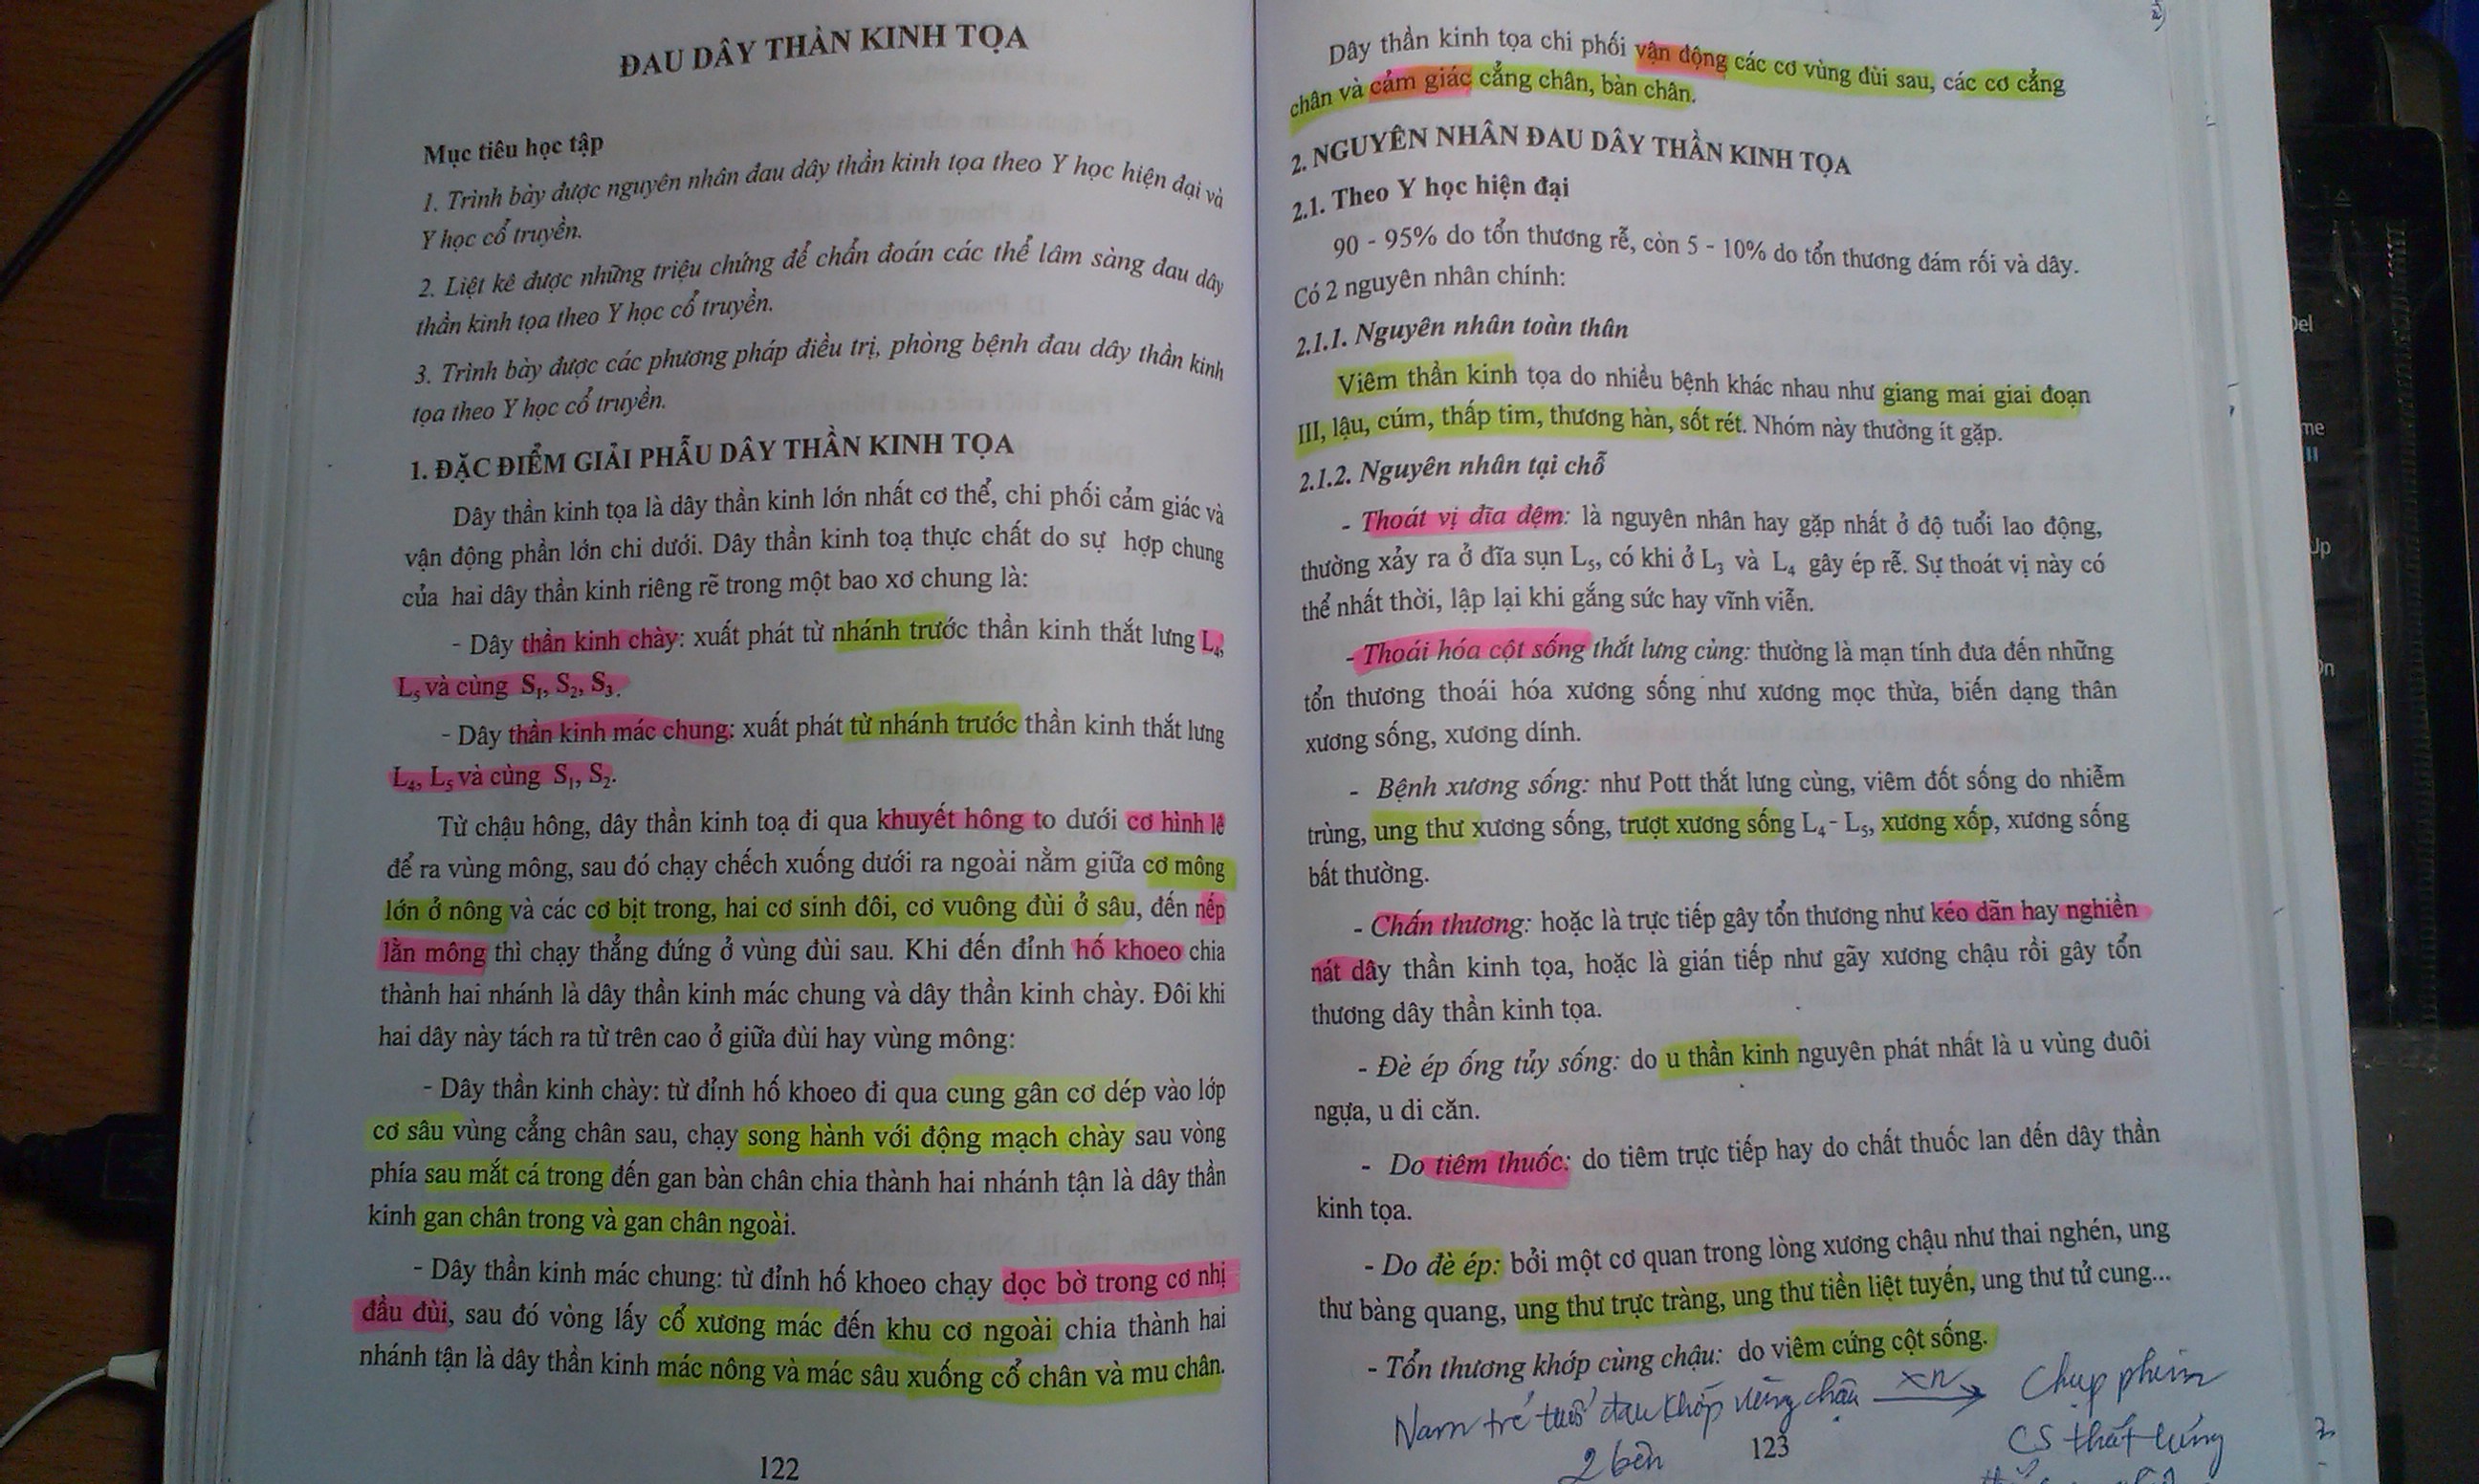 ĐAU DÂY THẦN KINH TỌA
Mục tiêu học tập
1. Trình bày được nguyên nhân đau dây thần kinh tọa theo Y học hiện đại và
Y học cổ truyền.
2. Liệt kê được những triệu chứng để chẩn đoán các thể lâm sàng đau dây
thần kinh tọa theo Y học cổ truyền.
3. Trình bày được các phương pháp điều trị, phòng bệnh đau dây thần kinh
tọa theo Y học cổ truyền.
1. ĐẶC ĐIỂM GIẢI PHẪU DÂY THẦN KINH TỌA
Dây thần kinh tọa là dây thần kinh lớn nhất cơ thể, chi phối cảm giác và
vận động phần lớn chi dưới. Dây thần kinh toạ thực chất do sự hợp chung
của hai dây thần kinh riêng rẽ trong một bao xơ chung là:
- Dây thần kinh chày: xuất phát từ nhánh trước thần kinh thắt lưng L₄,
L₅ và cùng S₁, S₂, S₃.
- Dây thần kinh mác chung: xuất phát từ nhánh trước thần kinh thắt lưng
L₄, L₅ và cùng S₁, S₂.
Từ chậu hông, dây thần kinh toạ đi qua khuyết hông to dưới cơ hình lê
để ra vùng mông, sau đó chạy chếch xuống dưới ra ngoài nằm giữa cơ mông
lớn ở nông và các cơ bịt trong, hai cơ sinh đôi, cơ vuông đùi ở sâu, đến nếp
lằn mông thì chạy thẳng đứng ở vùng đùi sau. Khi đến đỉnh hố khoeo chia
thành hai nhánh là dây thần kinh mác chung và dây thần kinh chày. Đôi khi
hai dây này tách ra từ trên cao ở giữa đùi hay vùng mông:
- Dây thần kinh chày: từ đỉnh hố khoeo đi qua cung gân cơ dép vào lớp
cơ sâu vùng cẳng chân sau, chạy song hành với động mạch chày sau vòng
phía sau mắt cá trong đến gan bàn chân chia thành hai nhánh tận là dây thần
kinh gan chân trong và gan chân ngoài.
- Dây thần kinh mác chung: từ đỉnh hố khoeo chạy dọc bờ trong cơ nhị
đầu đùi, sau đó vòng lấy cổ xương mác đến khu cơ ngoài chia thành hai
nhánh tận là dây thần kinh mác nông và mác sâu xuống cổ chân và mu chân.
122
Dây thần kinh tọa chi phối vận động các cơ vùng đùi sau, các cơ cẳng
chân và cảm giác cẳng chân, bàn chân.
2. NGUYÊN NHÂN ĐAU DÂY THẦN KINH TỌA
2.1. Theo Y học hiện đại
90 - 95% do tổn thương rễ, còn 5 - 10% do tổn thương đám rối và dây.
Có 2 nguyên nhân chính:
2.1.1. Nguyên nhân toàn thân
Viêm thần kinh tọa do nhiều bệnh khác nhau như giang mai giai đoạn
III, lậu, cúm, thấp tim, thương hàn, sốt rét. Nhóm này thường ít gặp.
2.1.2. Nguyên nhân tại chỗ
- Thoát vị đĩa đệm: là nguyên nhân hay gặp nhất ở độ tuổi lao động,
thường xảy ra ở đĩa sụn L₅, có khi ở L₃ và L₄ gây ép rễ. Sự thoát vị này có
thể nhất thời, lập lại khi gắng sức hay vĩnh viễn.
- Thoái hóa cột sống thắt lưng cùng: thường là mạn tính đưa đến những
tổn thương thoái hóa xương sống như xương mọc thừa, biến dạng thân
xương sống, xương dính.
- Bệnh xương sống: như Pott thắt lưng cùng, viêm đốt sống do nhiễm
trùng, ung thư xương sống, trượt xương sống L₄ - L₅, xương xốp, xương sống
bất thường.
- Chấn thương: hoặc là trực tiếp gây tổn thương như kéo dãn hay nghiền
nát dây thần kinh tọa, hoặc là gián tiếp như gãy xương chậu rồi gây tổn
thương dây thần kinh tọa.
- Đè ép ống tủy sống: do u thần kinh nguyên phát nhất là u vùng đuôi
ngựa, u di căn.
- Do tiêm thuốc: do tiêm trực tiếp hay do chất thuốc lan đến dây thần
kinh tọa.
- Do đè ép: bởi một cơ quan trong lòng xương chậu như thai nghén, ung
thư bàng quang, ung thư trực tràng, ung thư tiền liệt tuyến, ung thư tử cung...
- Tổn thương khớp cùng chậu: do viêm cứng cột sống.
Nam trẻ tuổi đau khớp vùng chậu xn → Chụp phim
2 bên
CS thắt lưng
123